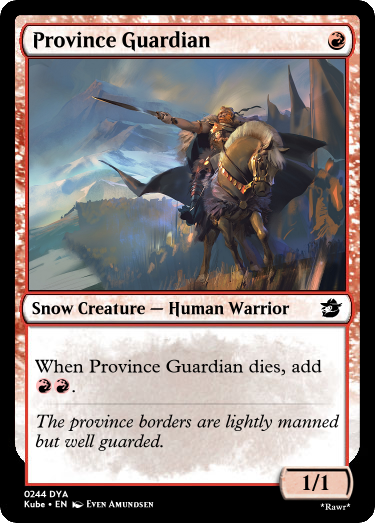 Province Guardian
Snow Creature — Human Warrior
When Province Guardian dies, add
.
The province borders are lightly manned
but well guarded.
1/1
0244 DYA
Kube • EN Even Amundsen
*Rawr*